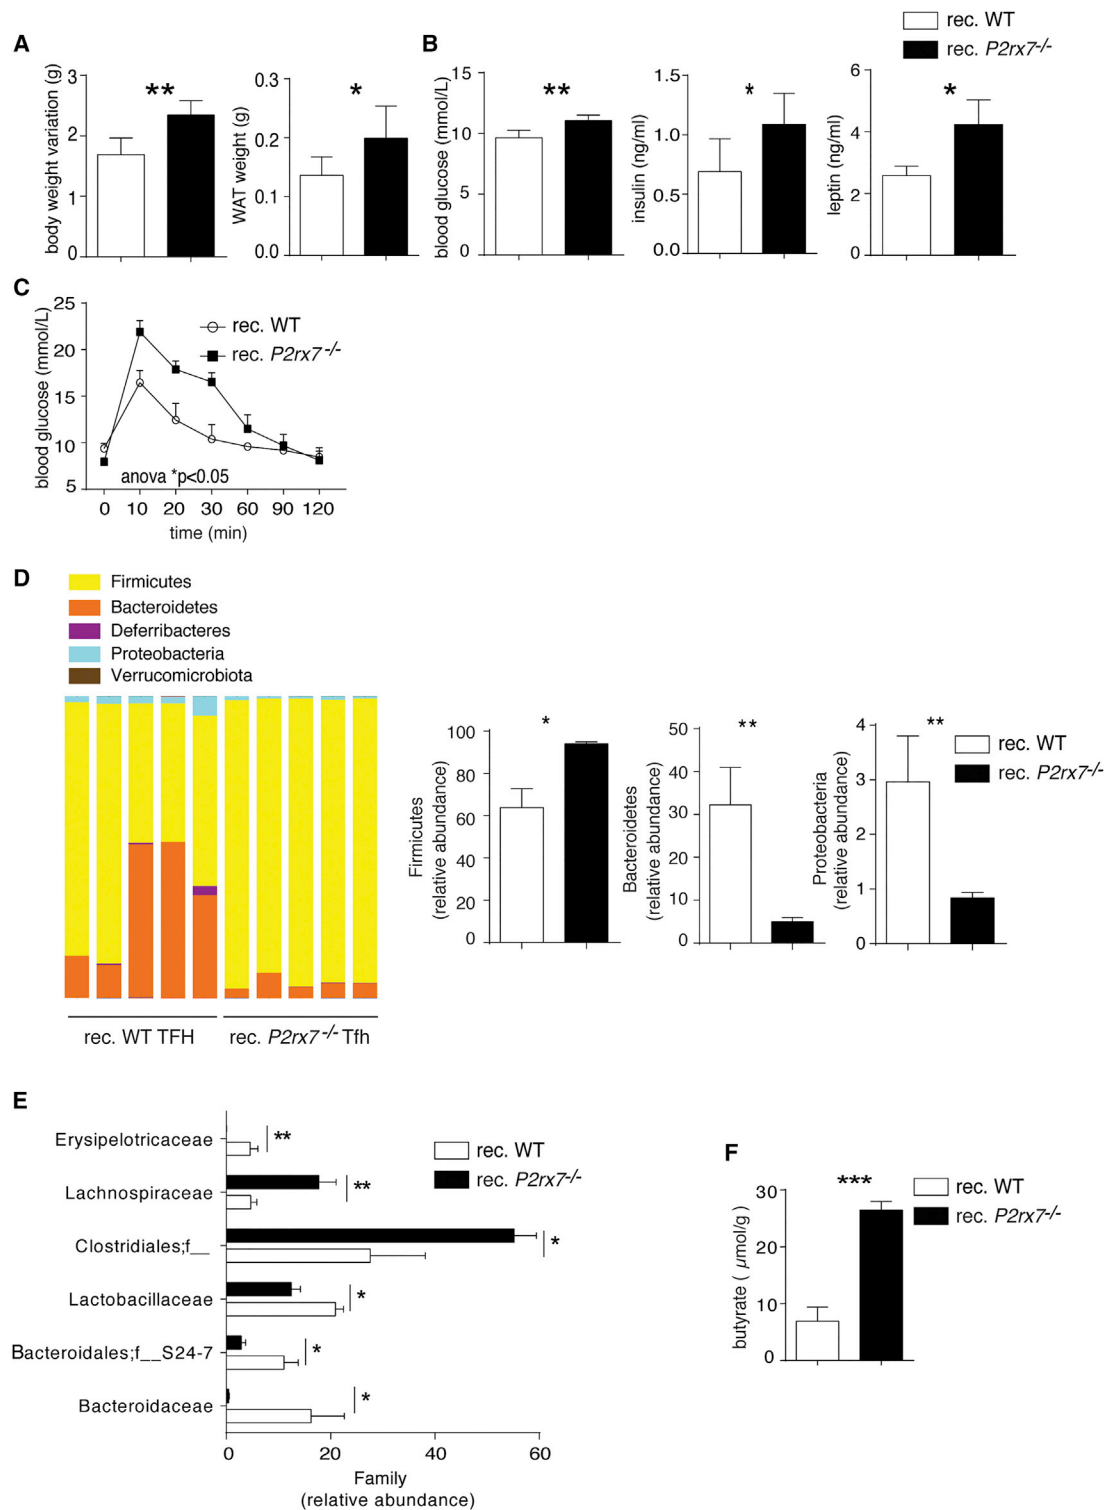 rec. WT
rec. P2rx7-/-
A
body weight variation (g)
3
2
1
0
**
WAT weight (g)
0.3
0.2
0.1
0.0
*
B
blood glucose (mmol/L)
15
10
5
0
**
insulin (ng/ml)
1.5
1.0
0.5
0.0
*
leptin (ng/ml)
6
4
2
0
*
C
blood glucose (mmol/L)
25
20
15
10
5
rec. WT
rec. P2rx7-/-
anova *p<0.05
0 10 20 30 60 90 120
time (min)
D
Firmicutes
Bacteroidetes
Deferribacteres
Proteobacteria
Verrucomicrobiota
rec. WT TFH
rec. P2rx7-/- Tfh
Firmicutes
(relative abundance)
100
80
60
40
20
0
*
Bacteroidetes
(relative abundance)
50
40
30
20
10
0
**
Proteobacteria
(relative abundance)
4
3
2
1
0
**
rec. WT
rec. P2rx7-/-
E
Erysipelotricaceae
**
Lachnospiraceae
**
Clostridiales;f__
*
Lactobacillaceae
*
Bacteroidales;f__S24-7
*
Bacteroidaceae
*
rec. WT
rec. P2rx7-/-
0 20 40 60
Family
(relative abundance)
F
butyrate ( µmol/g )
30
20
10
0
***
rec. WT
rec. P2rx7-/-